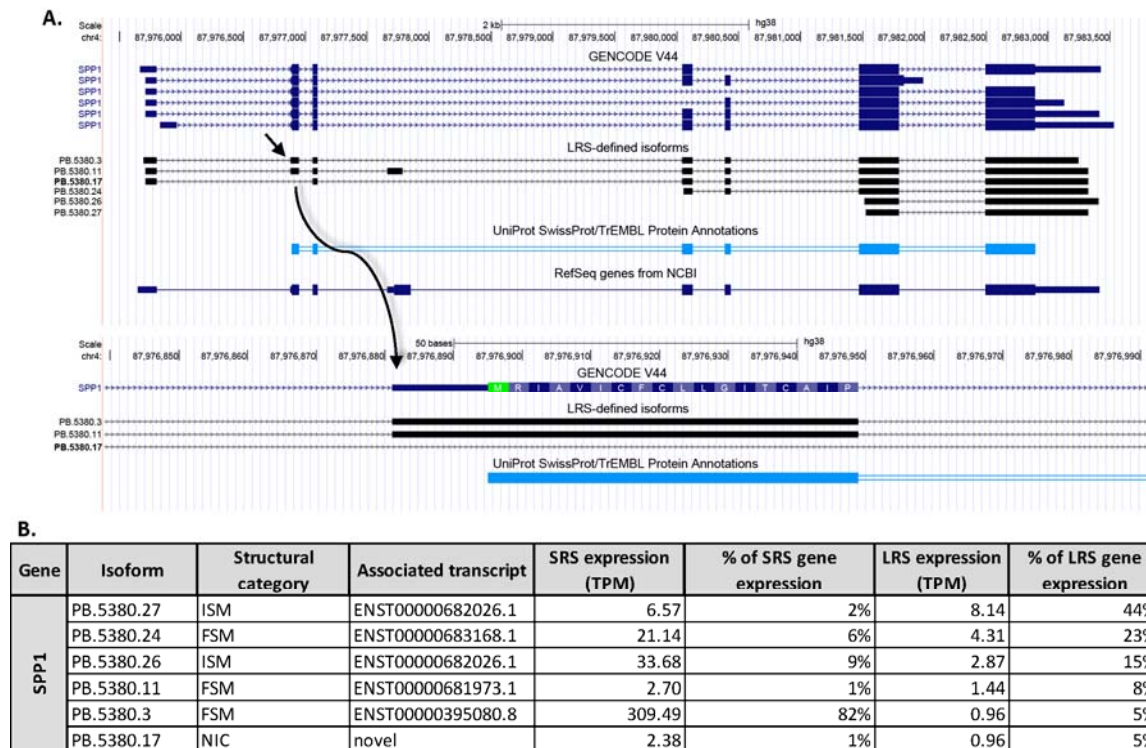 A.
Scale 2 kb hg38
chr4: 87,976,000 87,976,500 87,977,000 87,977,500 87,978,000 87,978,500 87,979,000 87,979,500 87,980,000 87,980,500 87,981,000 87,981,500 87,982,000 87,982,500 87,983,000 87,983,500
GENCODE V44
SPP1
SPP1
SPP1
SPP1
SPP1
SPP1
LRS-defined isoforms
PB.5380.3
PB.5380.11
PB.5380.17
PB.5380.24
PB.5380.26
PB.5380.27
UniProt SwissProt/TrEMBL Protein Annotations
RefSeq genes from NCBI
Scale 50 bases hg38
chr4: 87,976,850 87,976,860 87,976,870 87,976,880 87,976,890 87,976,900 87,976,910 87,976,920 87,976,930 87,976,940 87,976,950 87,976,960 87,976,970 87,976,980 87,976,990
GENCODE V44
SPP1 M R I A V I C F C L L G I T C A I P
LRS-defined isoforms
PB.5380.3
PB.5380.11
PB.5380.17
UniProt SwissProt/TrEMBL Protein Annotations
B.
Gene Isoform Structural category Associated transcript SRS expression (TPM) % of SRS gene expression LRS expression (TPM) % of LRS gene expression
SPP1
PB.5380.27 ISM ENST00000682026.1 6.57 2% 8.14 44%
PB.5380.24 FSM ENST00000683168.1 21.14 6% 4.31 23%
PB.5380.26 ISM ENST00000682026.1 33.68 9% 2.87 15%
PB.5380.11 FSM ENST00000681973.1 2.70 1% 1.44 8%
PB.5380.3 FSM ENST00000395080.8 309.49 82% 0.96 5%
PB.5380.17 NIC novel 2.38 1% 0.96 5%